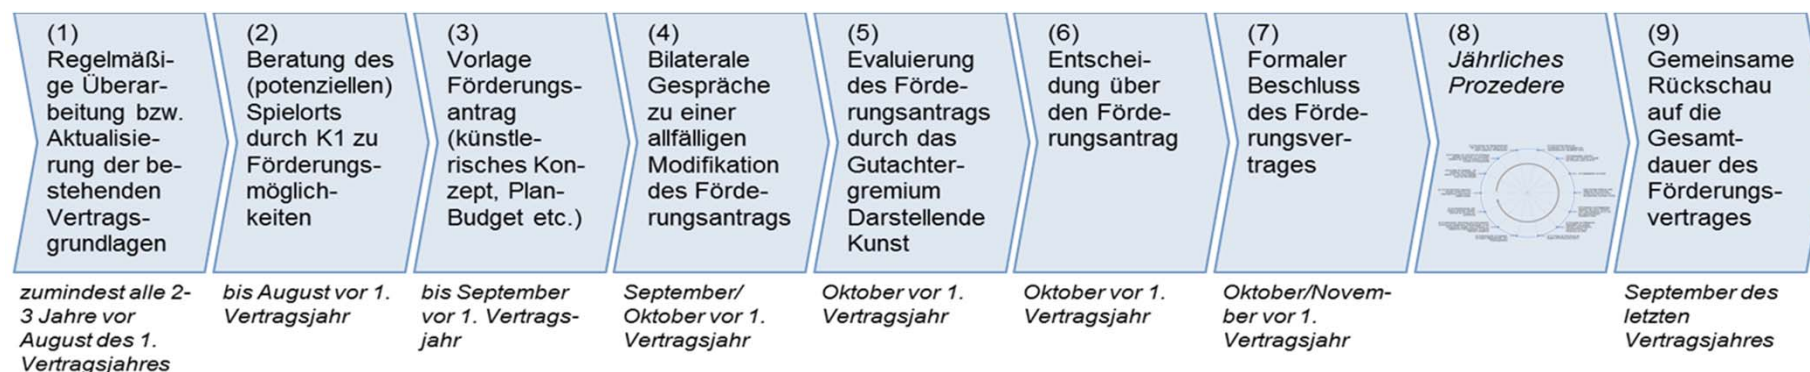 (1)
Regelmäßi-
ge Überar-
beitung bzw.
Aktualisie-
rung der be-
stehenden
Vertrags-
grundlagen
zumindest alle 2-
3 Jahre vor
August des 1.
Vertragsjahres
(2)
Beratung des
(potenziellen)
Spielorts
durch K1 zu
Förderungs-
möglich-
keiten
bis August vor 1.
Vertragsjahr
(3)
Vorlage
Förderungs-
antrag
(künstle-
risches Kon-
zept, Plan-
Budget etc.)
bis September
vor 1. Vertrags-
jahr
(4)
Bilaterale
Gespräche
zu einer
allfälligen
Modifikation
des Förde-
rungsantrags
September/
Oktober vor 1.
Vertragsjahr
(5)
Evaluierung
des Förde-
rungsantrags
durch das
Gutachter-
gremium
Darstellende
Kunst
Oktober vor 1.
Vertragsjahr
(6)
Entschei-
dung über
den Förde-
rungsantrag
Oktober vor 1.
Vertragsjahr
(7)
Formaler
Beschluss
des Förde-
rungsver-
trages
Oktober/Novem-
ber vor 1.
Vertragsjahr
(8)
Jährliches
Prozedere
(9)
Gemeinsame
Rückschau
auf die
Gesamt-
dauer des
Förderungs-
vertrages
September des
letzten
Vertragsjahres